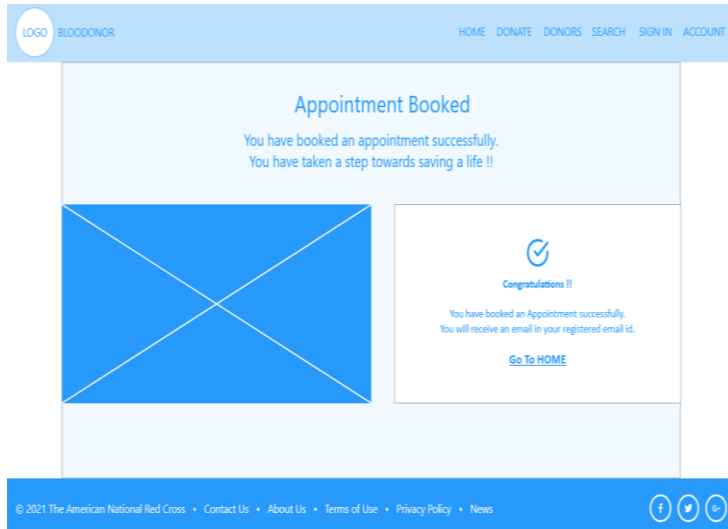 LOGO BLOODONOR HOME DONATE DONORS SEARCH SIGN IN ACCOUNT
Appointment Booked
You have booked an appointment successfully.
You have taken a step towards saving a life !!
Congratulations !!
You have booked an Appointment successfully.
You will receive an email in your registered email id.
Go To HOME
© 2021 The American National Red Cross • Contact Us • About Us • Terms of Use • Privacy Policy • News